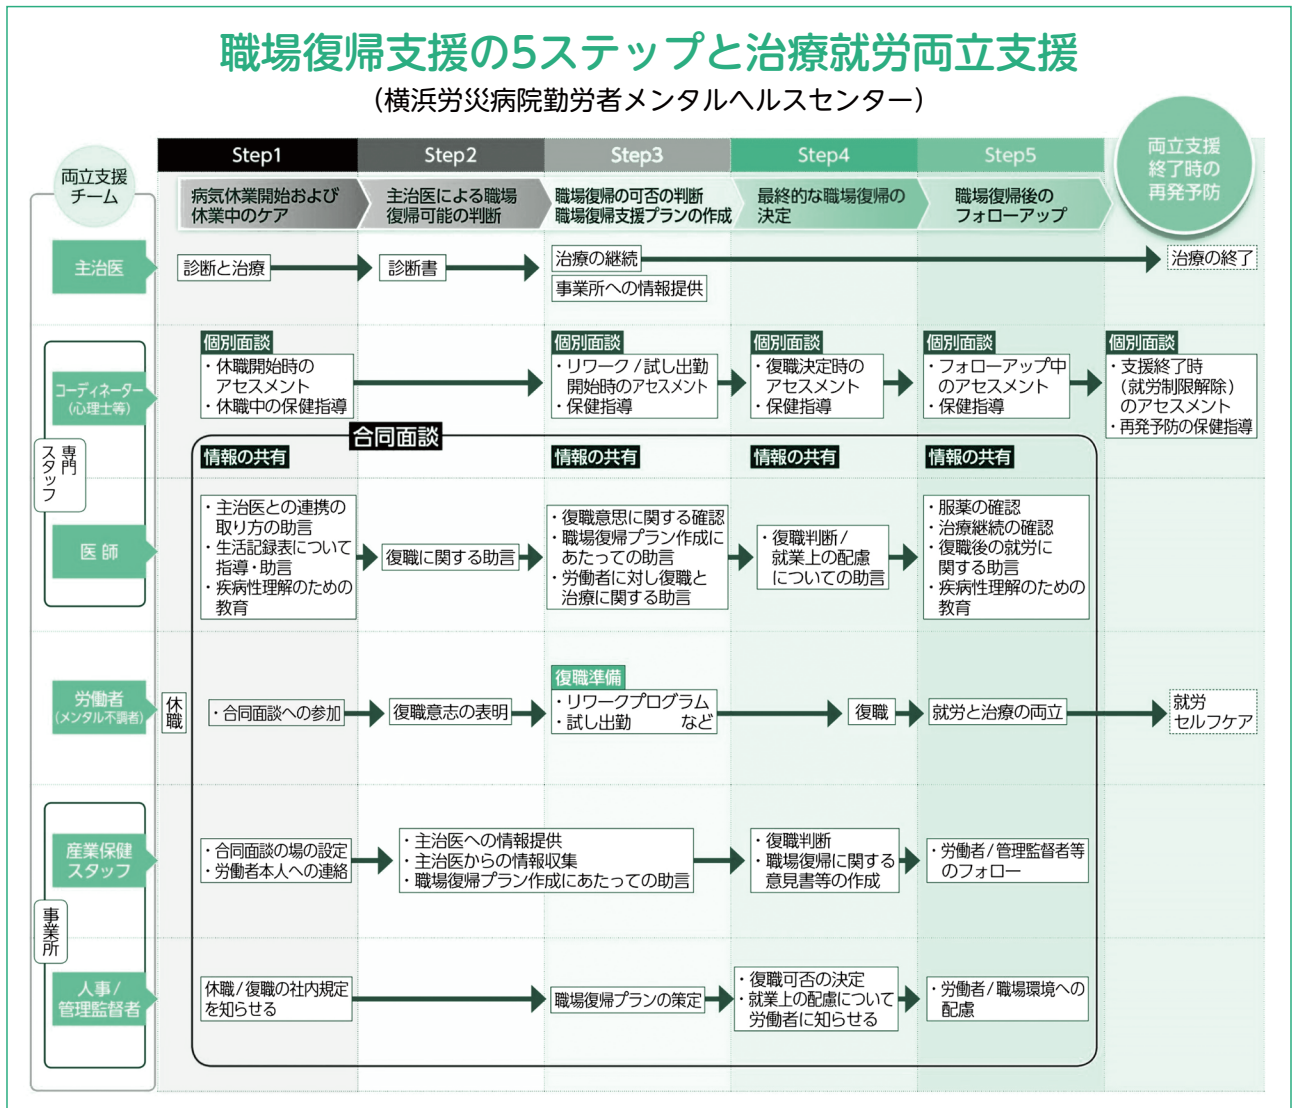 職場復帰支援の5ステップと治療就労両立支援
（横浜労災病院勤労者メンタルヘルスセンター）
両立支援
チーム
Step1
Step2
Step3
Step4
Step5
両立支援
終了時の
再発予防
病気休業開始および
休業中のケア
主治医による職場
復帰可能の判断
職場復帰の可否の判断
職場復帰支援プランの作成
最終的な職場復帰の
決定
職場復帰後の
フォローアップ
主治医
診断と治療
診断書
治療の継続
事業所への情報提供
治療の終了
専門
スタッフ
コーディネーター
（心理士等）
個別面談
・休職開始時の
アセスメント
・休職中の保健指導
個別面談
・リワーク/試し出勤
開始時のアセスメント
・保健指導
個別面談
・復職決定時の
アセスメント
・保健指導
個別面談
・フォローアップ中
のアセスメント
・保健指導
個別面談
・支援終了時
（就労制限解除）
のアセスメント
・再発予防の保健指導
合同面談
情報の共有
情報の共有
情報の共有
情報の共有
医師
・主治医との連携の
取り方の助言
・生活記録表について
指導・助言
・疾病性理解のための
教育
復職に関する助言
・復職意思に関する確認
・職場復帰プラン作成に
あたっての助言
・労働者に対し復職と
治療に関する助言
・復職判断/
就業上の配慮
についての助言
・服薬の確認
・治療継続の確認
・復職後の就労に
関する助言
・疾病性理解のための
教育
労働者
（メンタル不調者）
休職
・合同面談への参加
復職意志の表明
復職準備
・リワークプログラム
・試し出勤　　など
復職
就労と治療の両立
就労
セルフケア
事業所
産業保健
スタッフ
・合同面談の場の設定
・労働者本人への連絡
・主治医への情報提供
・主治医からの情報収集
・職場復帰プラン作成にあたっての助言
・復職判断
・職場復帰に関する
意見書等の作成
・労働者/管理監督者等
のフォロー
人事/
管理監督者
休職/復職の社内規定
を知らせる
職場復帰プランの策定
・復職可否の決定
・就業上の配慮について
労働者に知らせる
・労働者/職場環境への
配慮